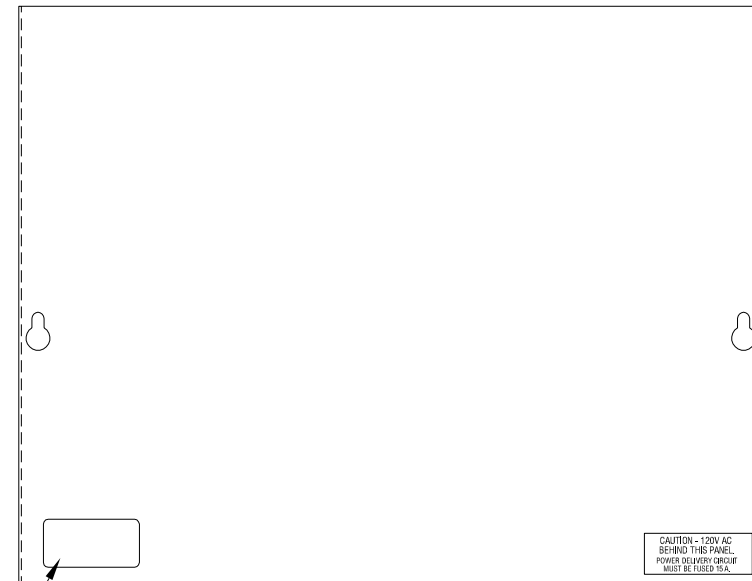 CAUTION - 120V AC
BEHIND THIS PANEL.
POWER DELIVERY CIRCUIT
MUST BE FUSED 15 A.